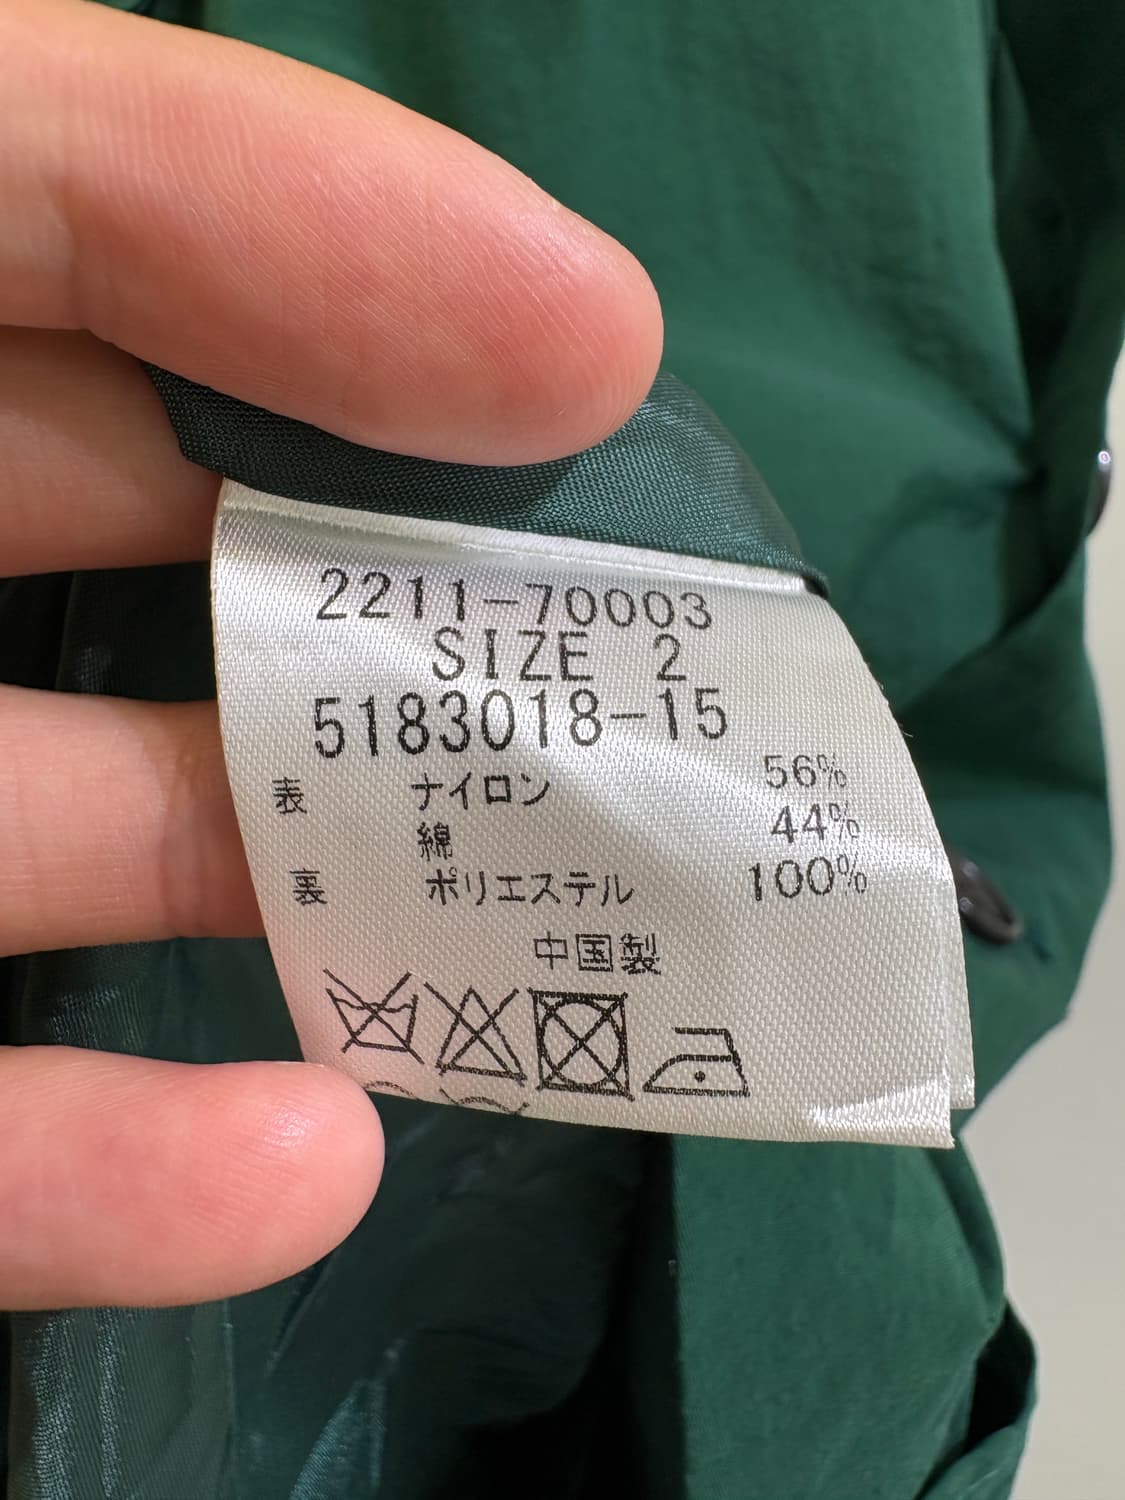 2211-70003
SIZE 2
5183018-15
表 ナイロン 56%
綿 44%
裏 ポリエステル 100%
中国製